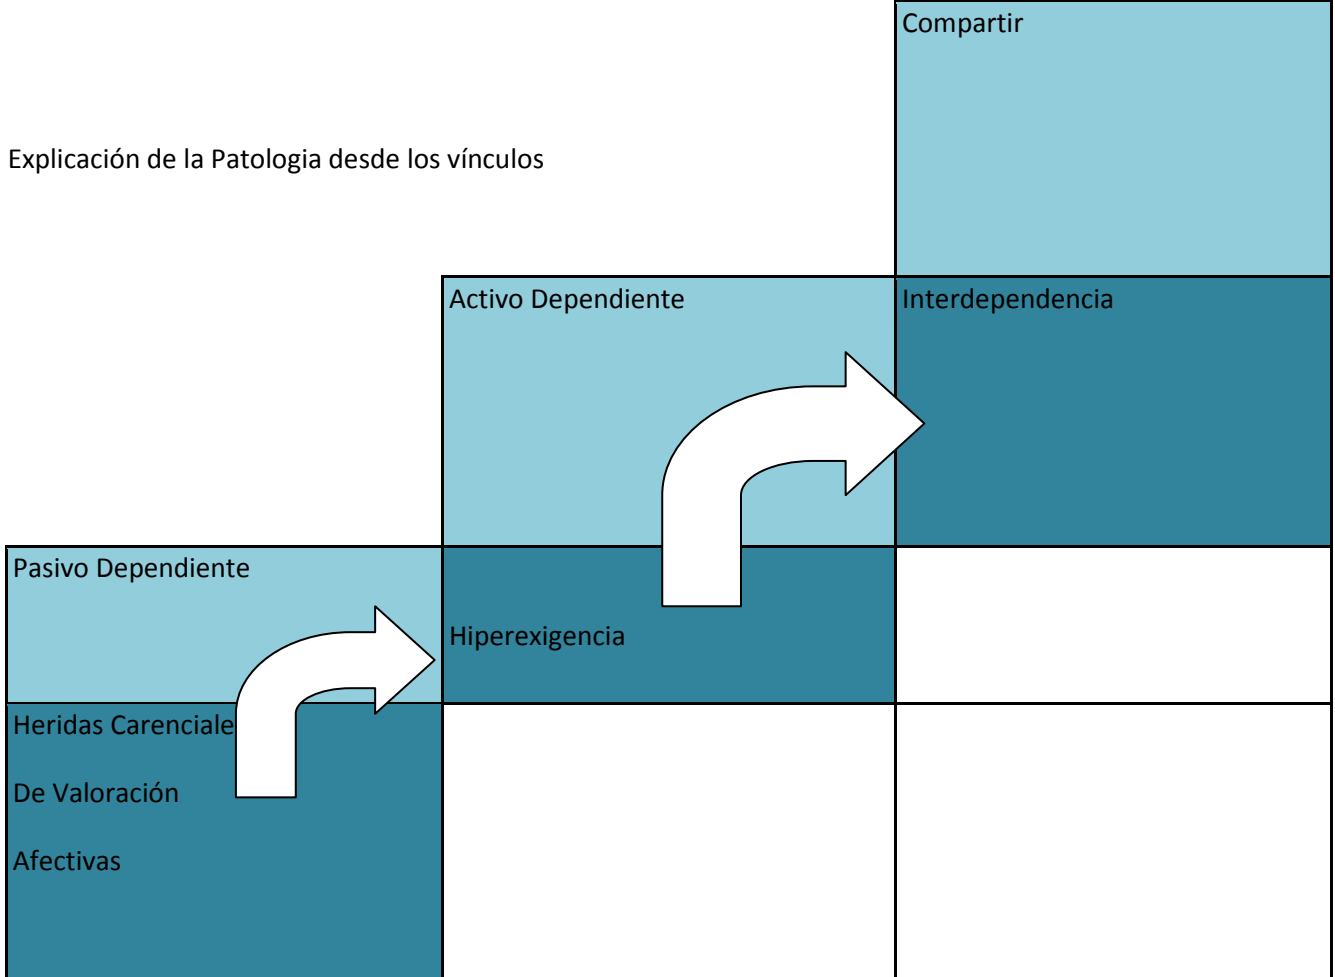 Compartir
Explicación de la Patologia desde los vínculos
Activo Dependiente
Interdependencia
Pasivo Dependiente
Hiperexigencia
Heridas Carenciale
De Valoración
Afectivas